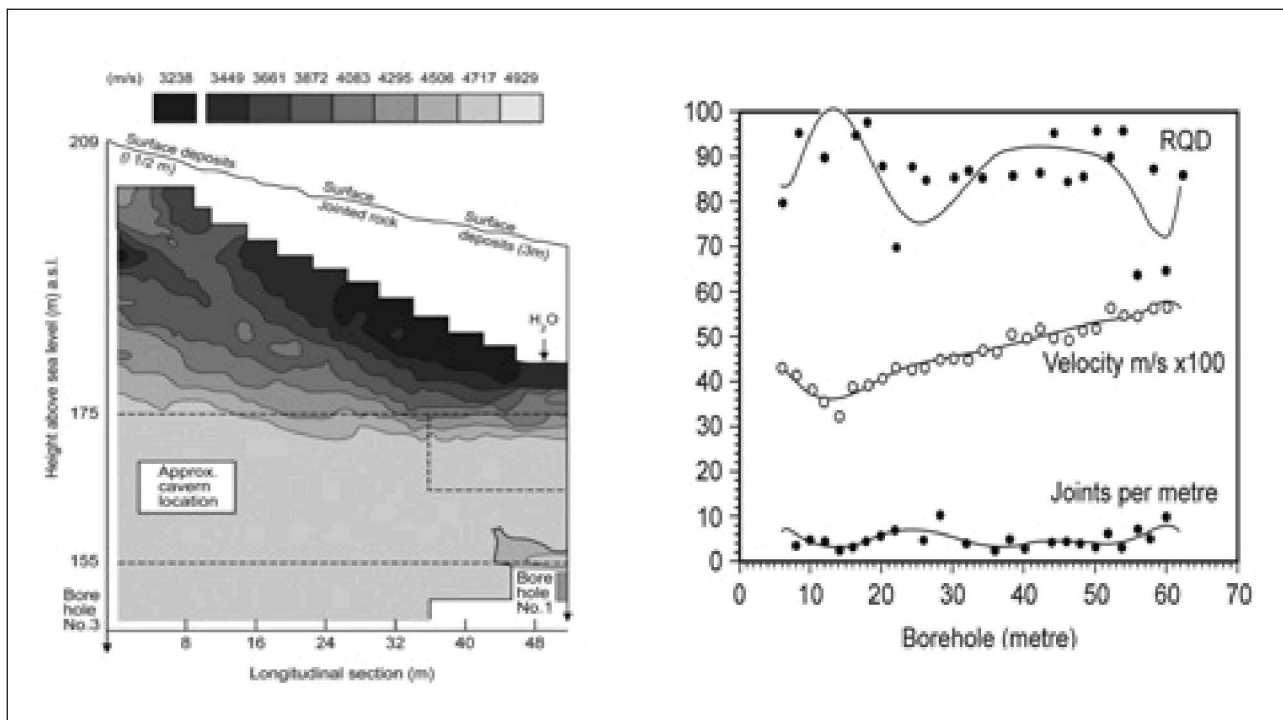 (m/s) 3238 3449 3661 3872 4083 4295 4506 4717 4929
209
Surface deposits
(1 1/2 m)
Surface
Jointed rock
Surface
deposits (3m)
H2O
Height above sea level (m) a.s.l.
175
Approx.
cavern
location
155
Bore
hole
No.3
Bore
hole
No.1
8 16 24 32 40 48
Longitudinal section (m)
100
90
80
70
60
50
40
30
20
10
0
RQD
Velocity m/s x100
Joints per metre
0 10 20 30 40 50 60 70
Borehole (metre)